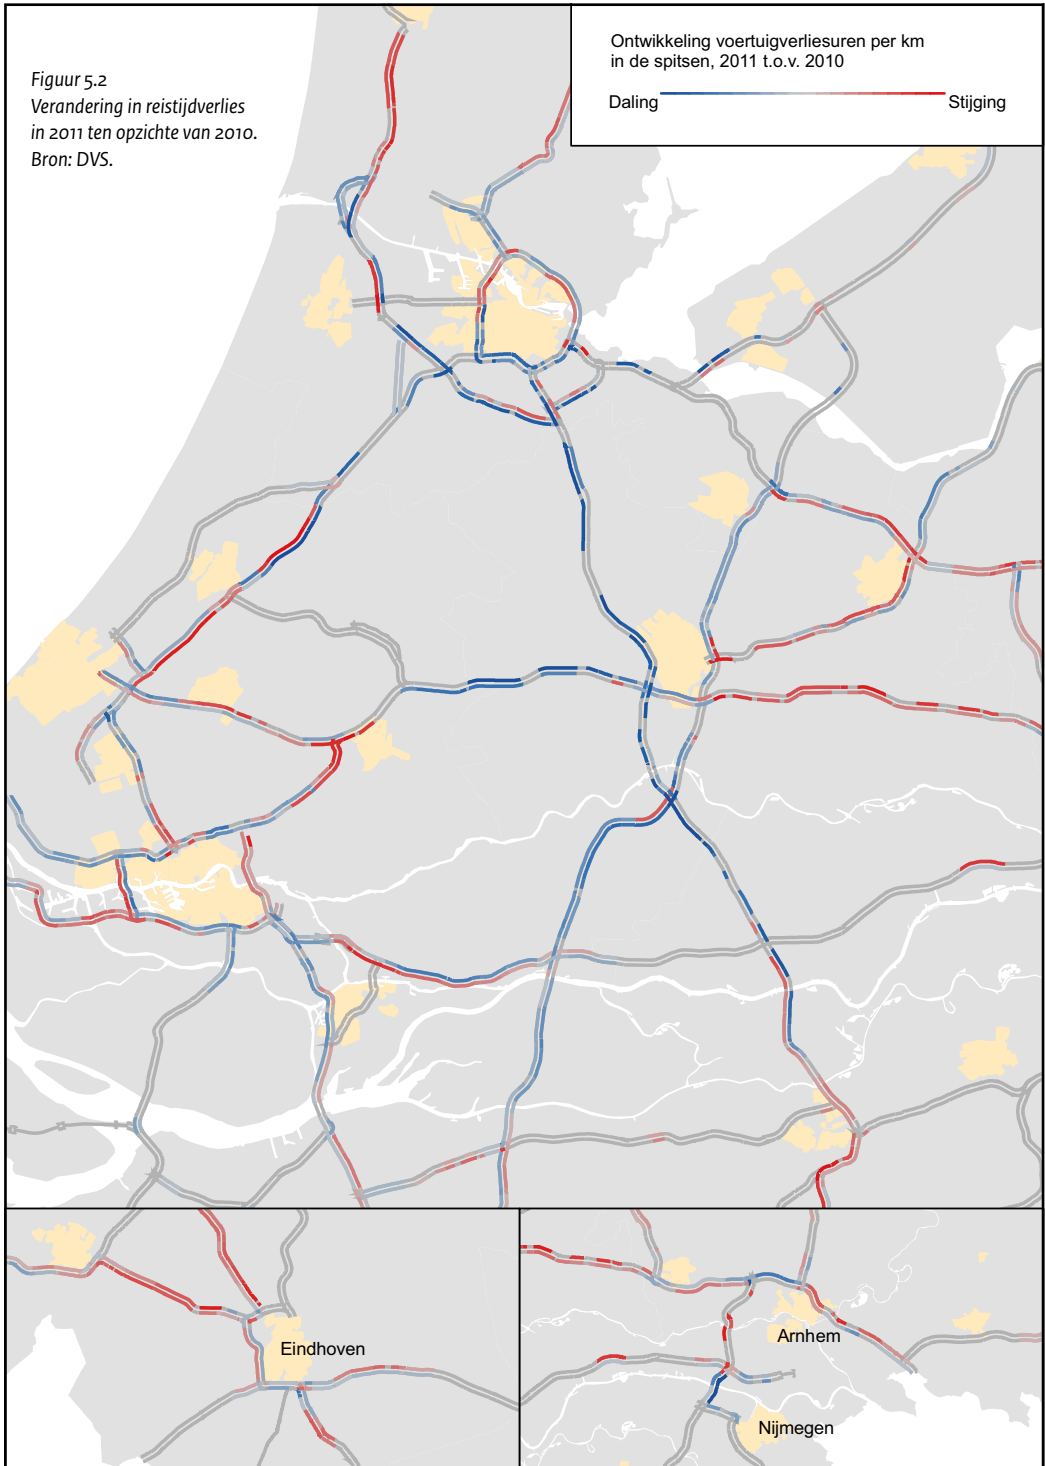 Figuur 5.2
Verandering in reistijdverlies
in 2011 ten opzichte van 2010.
Bron: DVS.
Ontwikkeling voertuigverliesuren per km
in de spitsen, 2011 t.o.v. 2010
Daling
Stijging
Eindhoven
Arnhem
Nijmegen